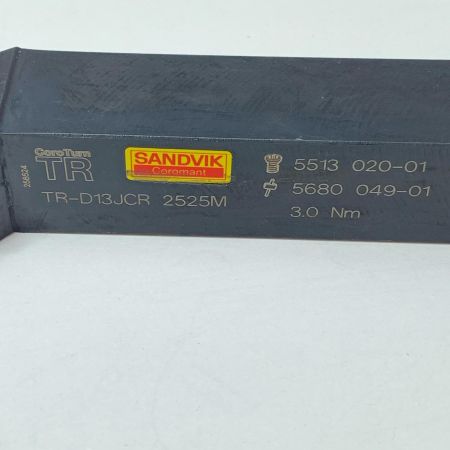 CoroTurn
TR
SANDVIK
Coromant
TR-D13JCR 2525M
5513 020-01
5680 049-01
3.0 Nm